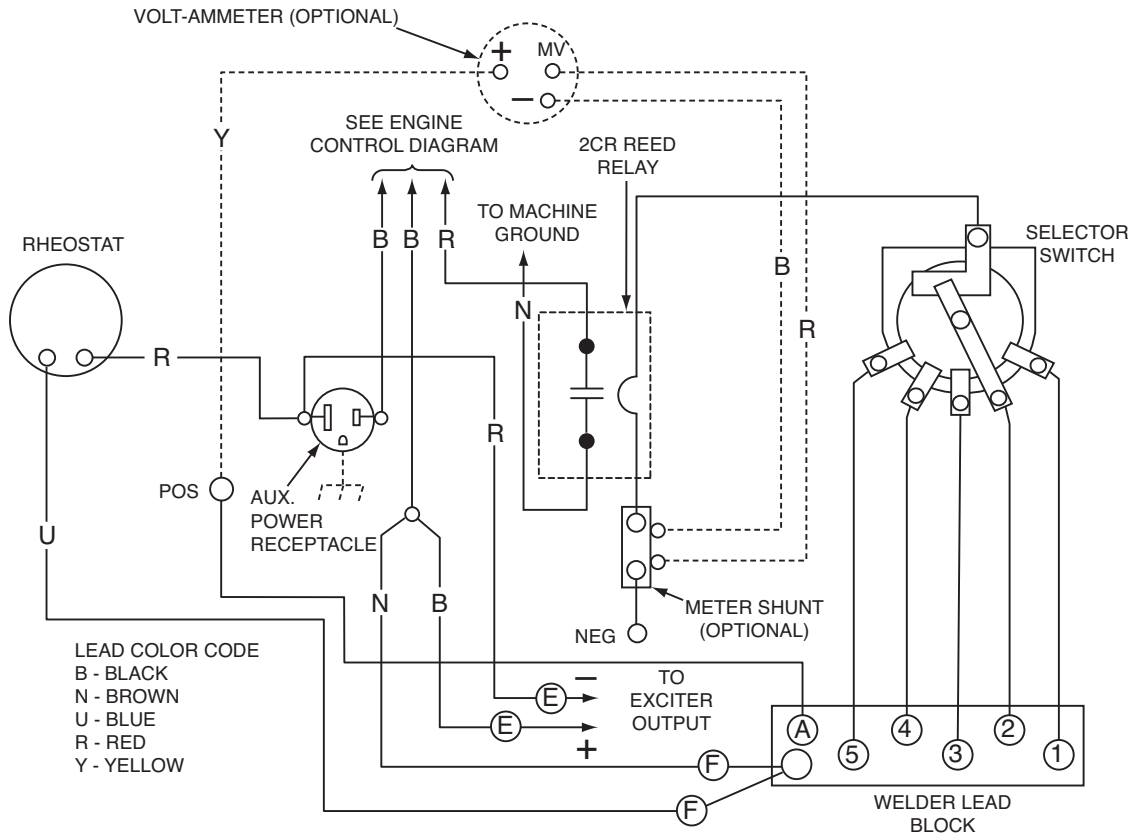 VOLT-AMMETER (OPTIONAL)
+
MV
−
Y
SEE ENGINE
CONTROL DIAGRAM
2CR REED
RELAY
TO MACHINE
GROUND
RHEOSTAT
SELECTOR
SWITCH
B
B
R
B
N
R
R
R
POS
AUX.
POWER
RECEPTACLE
U
N
B
METER SHUNT
(OPTIONAL)
NEG
LEAD COLOR CODE
B - BLACK
N - BROWN
U - BLUE
R - RED
Y - YELLOW
−
E
E
+
TO
EXCITER
OUTPUT
F
F
A
5
4
3
2
1
WELDER LEAD
BLOCK